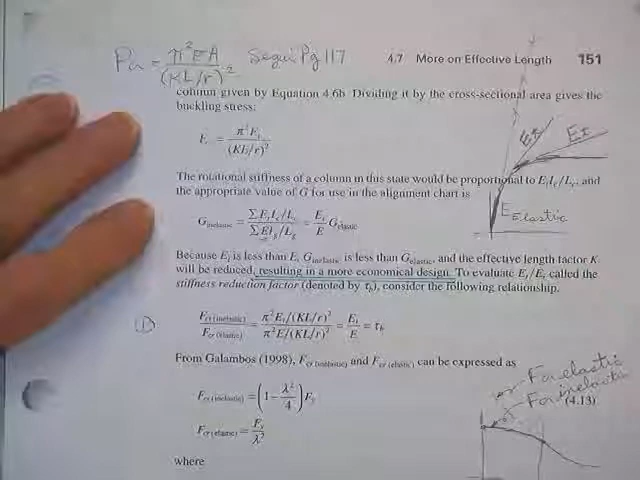 Pcr = π²EA / (KL/r)² Segui Pg 117
4.7 More on Effective Length 151
column given by Equation 4.6b. Dividing it by the cross-sectional area gives the
buckling stress:
= π²Et / (KL/r)²
The rotational stiffness of a column in this state would be proportional to EtIc/Lc, and
the appropriate value of G for use in the alignment chart is
Ginelastic = ΣEtIc/Lc / ΣEIg/Lg = Et/E Gelastic
Et
Et
E Elastic
Because Et is less than E, Ginelastic is less than Gelastic, and the effective length factor K
will be reduced, resulting in a more economical design. To evaluate Et/E, called the
stiffness reduction factor (denoted by τb), consider the following relationship.
① Fcr(inelastic) / Fcr(elastic) = π²Et/(KL/r)² / π²E/(KL/r)² = Et/E = τb
From Galambos (1998), Fcr(inelastic) and Fcr(elastic) can be expressed as
For elastic
For inelastic
(4.13)
Fcr(inelastic) = (1 − λ²/4) Fy
Fcr(elastic) = Fy/λ²
where